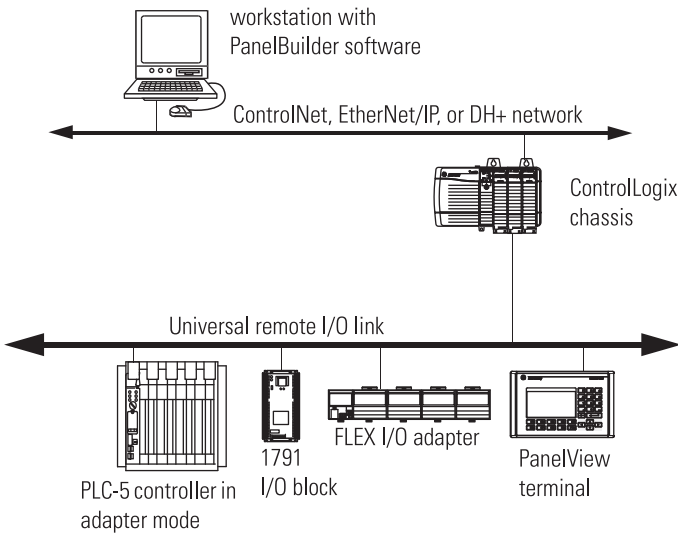 workstation with
PanelBuilder software
ControlNet, EtherNet/IP, or DH+ network
ControlLogix
chassis
Universal remote I/O link
PLC-5 controller in
adapter mode
1791
I/O block
FLEX I/O adapter
PanelView
terminal